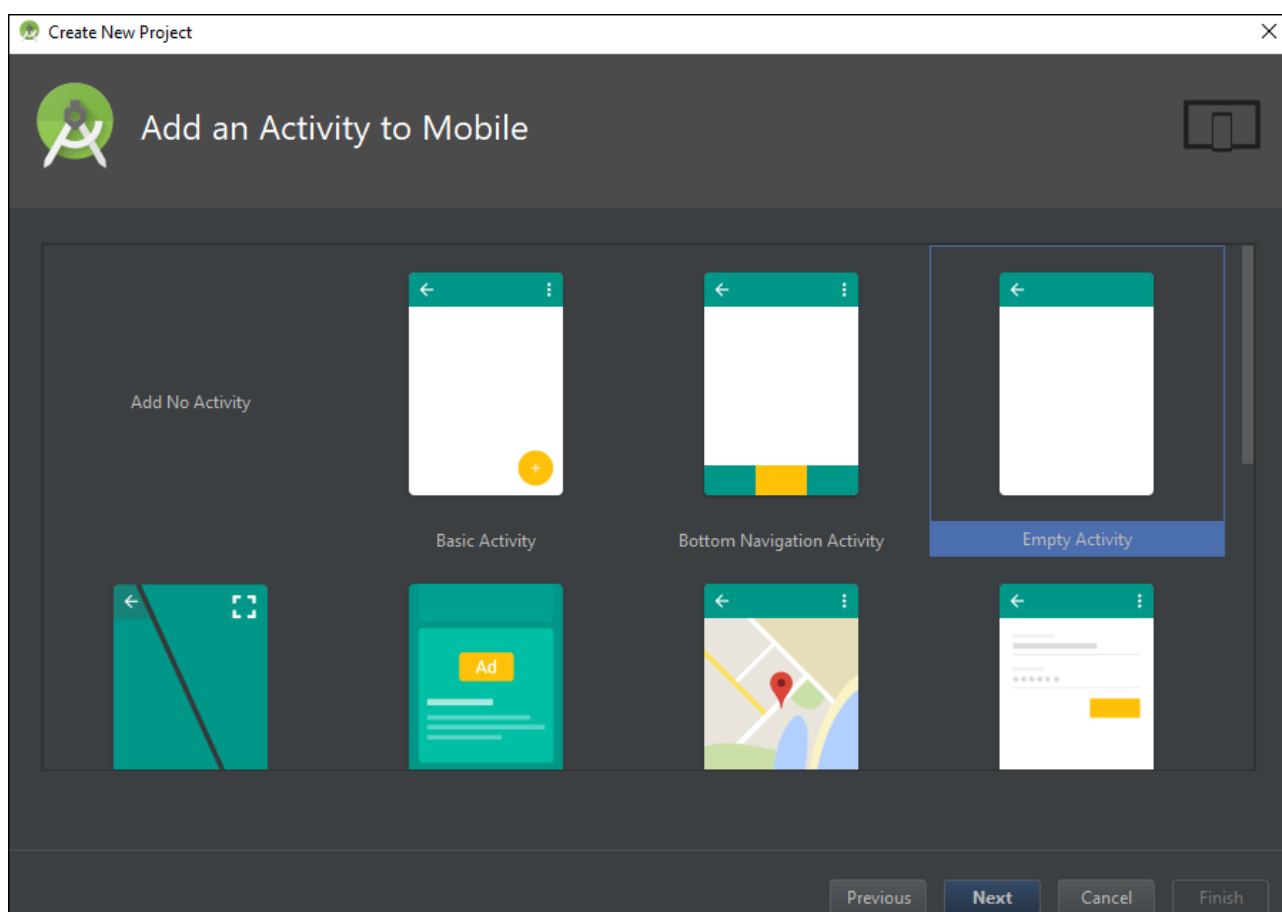 Create New Project
Add an Activity to Mobile
Add No Activity
Basic Activity
Bottom Navigation Activity
Empty Activity
Ad
Previous
Next
Cancel
Finish